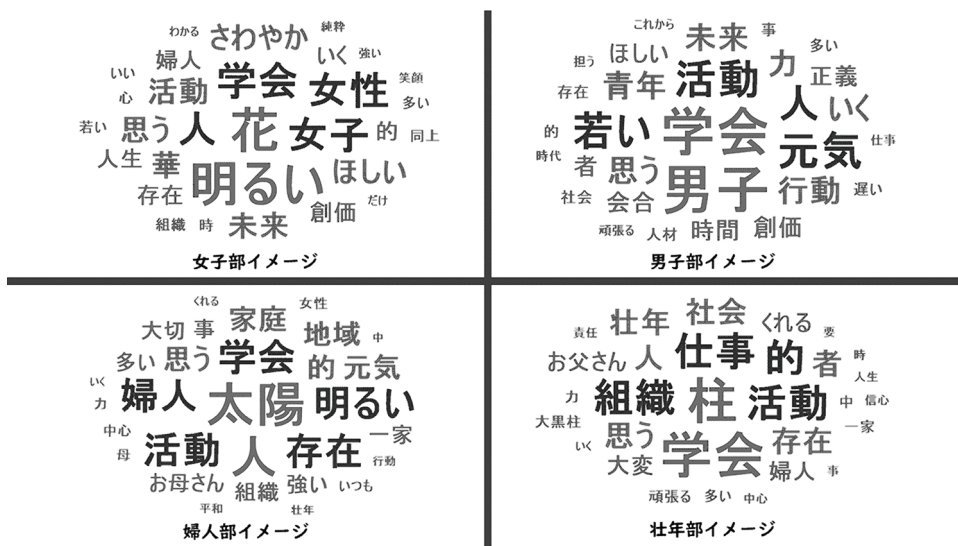 わかる さわやか 純粋
婦人 いく 強い
いい 活動 学会 女性 笑顔
心 多い
若い 思う 人 花 女子 的 同上
人生 華 明るい ほしい
存在 創価 だけ
組織 時 未来
女子部イメージ
これから 未来 事
担う ほしい 力 多い
存在 青年 活動 正義
的 若い 学会 人 いく
時代 者 思う 元気 仕事
社会 会合 男子 行動 遅い
頑張る 人材 時間 創価
男子部イメージ
くれる 家庭 女性
大切 事 地域 中
多い 思う 学会 的 元気
いく 婦人 太陽 明るい
力
中心 活動 人 存在 一家
母 行動
お母さん 組織 強い いつも
平和 壮年
婦人部イメージ
社会
責任 壮年 くれる 要
お父さん 人 仕事 的 者 時
人生
力 組織 柱 活動 中 信心
大黒柱 一家
いく 思う 学会 存在
大変 婦人 事
頑張る 多い 中心
壮年部イメージ